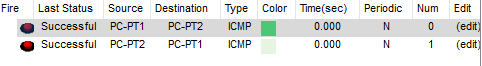 Fire Last Status Source Destination Type Color Time(sec) Periodic Num Edit
Successful PC-PT1 PC-PT2 ICMP 0.000 N 0 (edit)
Successful PC-PT2 PC-PT1 ICMP 0.000 N 1 (edit)